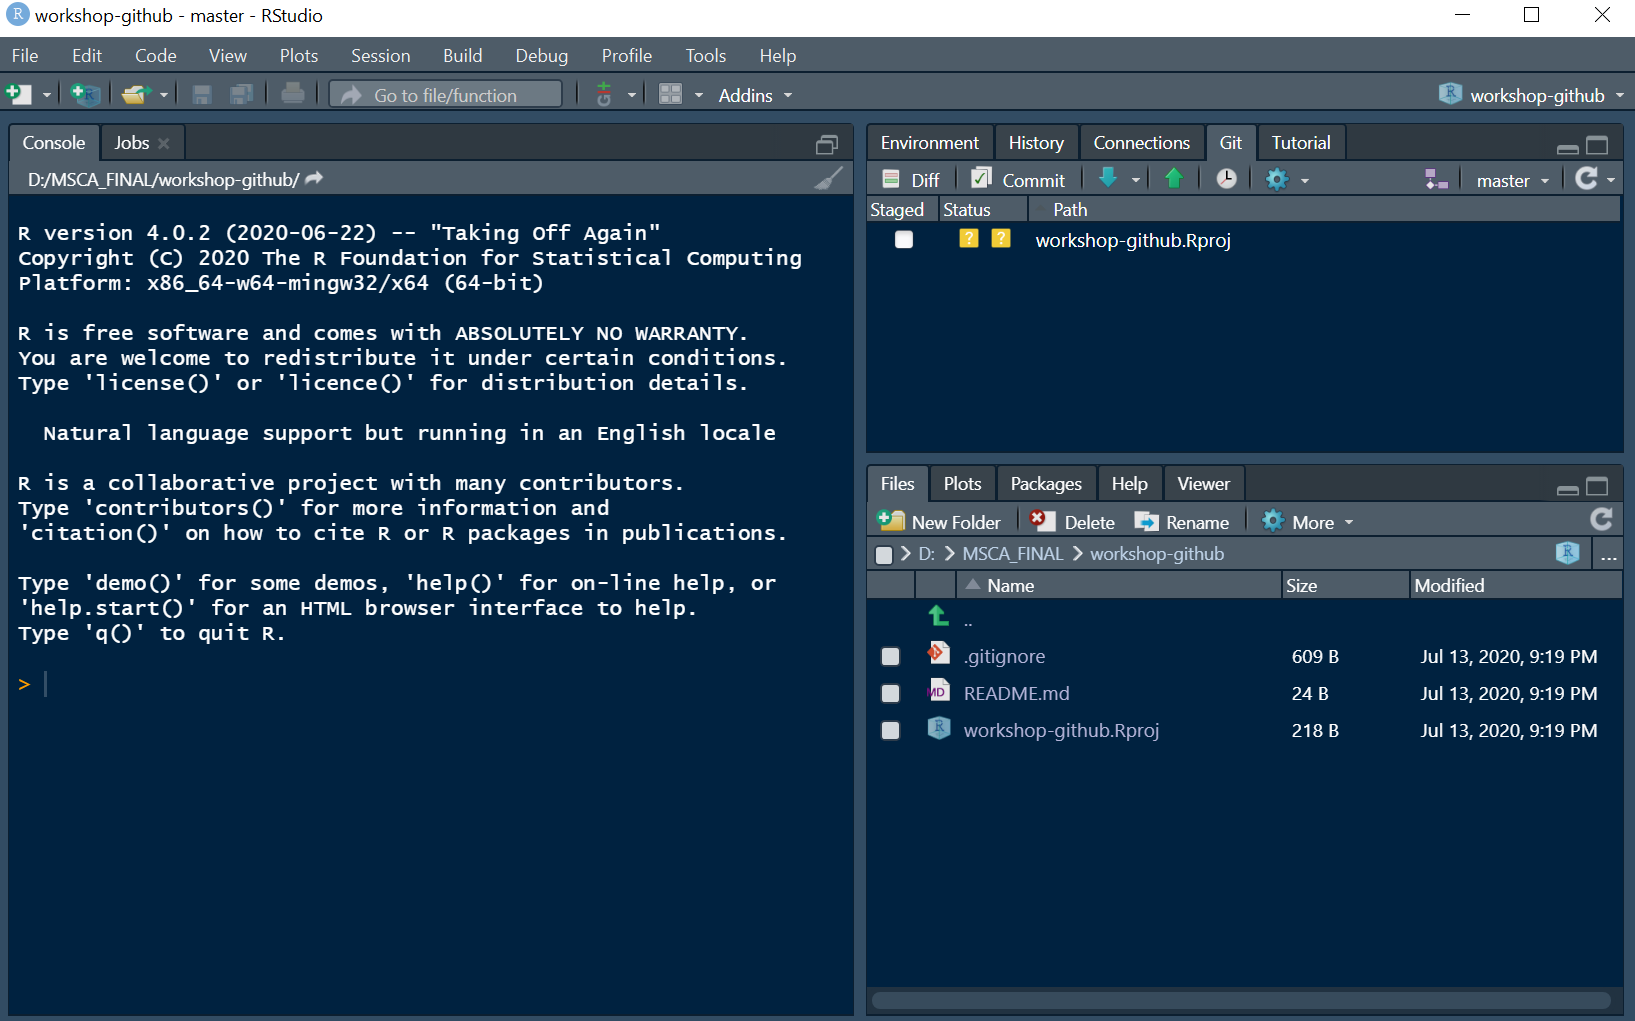 workshop-github - master - RStudio
File Edit Code View Plots Session Build Debug Profile Tools Help
Go to file/function Addins workshop-github
Console Jobs
D:/MSCA_FINAL/workshop-github/
R version 4.0.2 (2020-06-22) -- "Taking Off Again"
Copyright (C) 2020 The R Foundation for Statistical Computing
Platform: x86_64-w64-mingw32/x64 (64-bit)
R is free software and comes with ABSOLUTELY NO WARRANTY.
You are welcome to redistribute it under certain conditions.
Type 'license()' or 'licence()' for distribution details.
Natural language support but running in an English locale
R is a collaborative project with many contributors.
Type 'contributors()' for more information and
'citation()' on how to cite R or R packages in publications.
Type 'demo()' for some demos, 'help()' for on-line help, or
'help.start()' for an HTML browser interface to help.
Type 'q()' to quit R.
>
Environment History Connections Git Tutorial
Diff Commit master
Staged Status Path
? ? workshop-github.Rproj
Files Plots Packages Help Viewer
New Folder Delete Rename More
D: MSCA_FINAL workshop-github ...
Name Size Modified
..
.gitignore 609 B Jul 13, 2020, 9:19 PM
README.md 24 B Jul 13, 2020, 9:19 PM
workshop-github.Rproj 218 B Jul 13, 2020, 9:19 PM